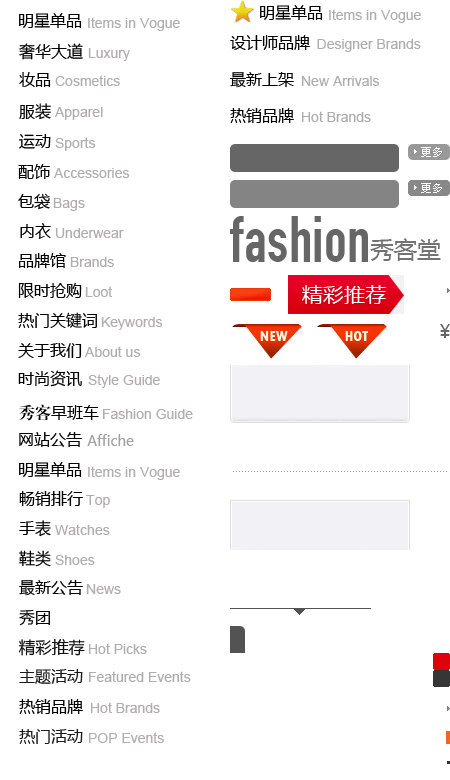 明星单品 Items in Vogue
奢华大道 Luxury
妆品 Cosmetics
服装 Apparel
运动 Sports
配饰 Accessories
包袋 Bags
内衣 Underwear
品牌馆 Brands
限时抢购 Loot
热门关键词 Keywords
关于我们 About us
时尚资讯 Style Guide
秀客早班车 Fashion Guide
网站公告 Affiche
明星单品 Items in Vogue
畅销排行 Top
手表 Watches
鞋类 Shoes
最新公告 News
秀团
精彩推荐 Hot Picks
主题活动 Featured Events
热销品牌 Hot Brands
热门活动 POP Events
明星单品 Items in Vogue
设计师品牌 Designer Brands
最新上架 New Arrivals
热销品牌 Hot Brands
更多
更多
fashion秀客堂
精彩推荐
NEW HOT
¥